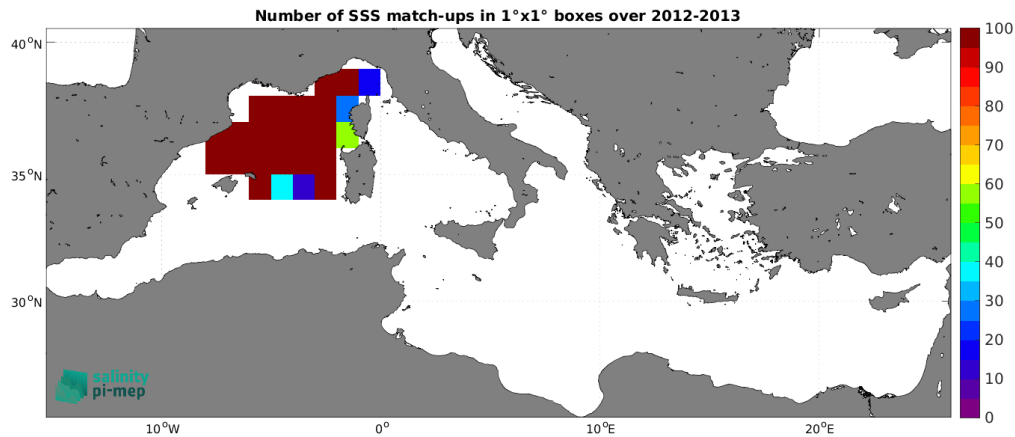 Number of SSS match-ups in 1°x1° boxes over 2012-2013
40°N
35°N
30°N
10°W
0°
10°E
20°E
100
90
80
70
60
50
40
30
20
10
0
salinity
pi-mep